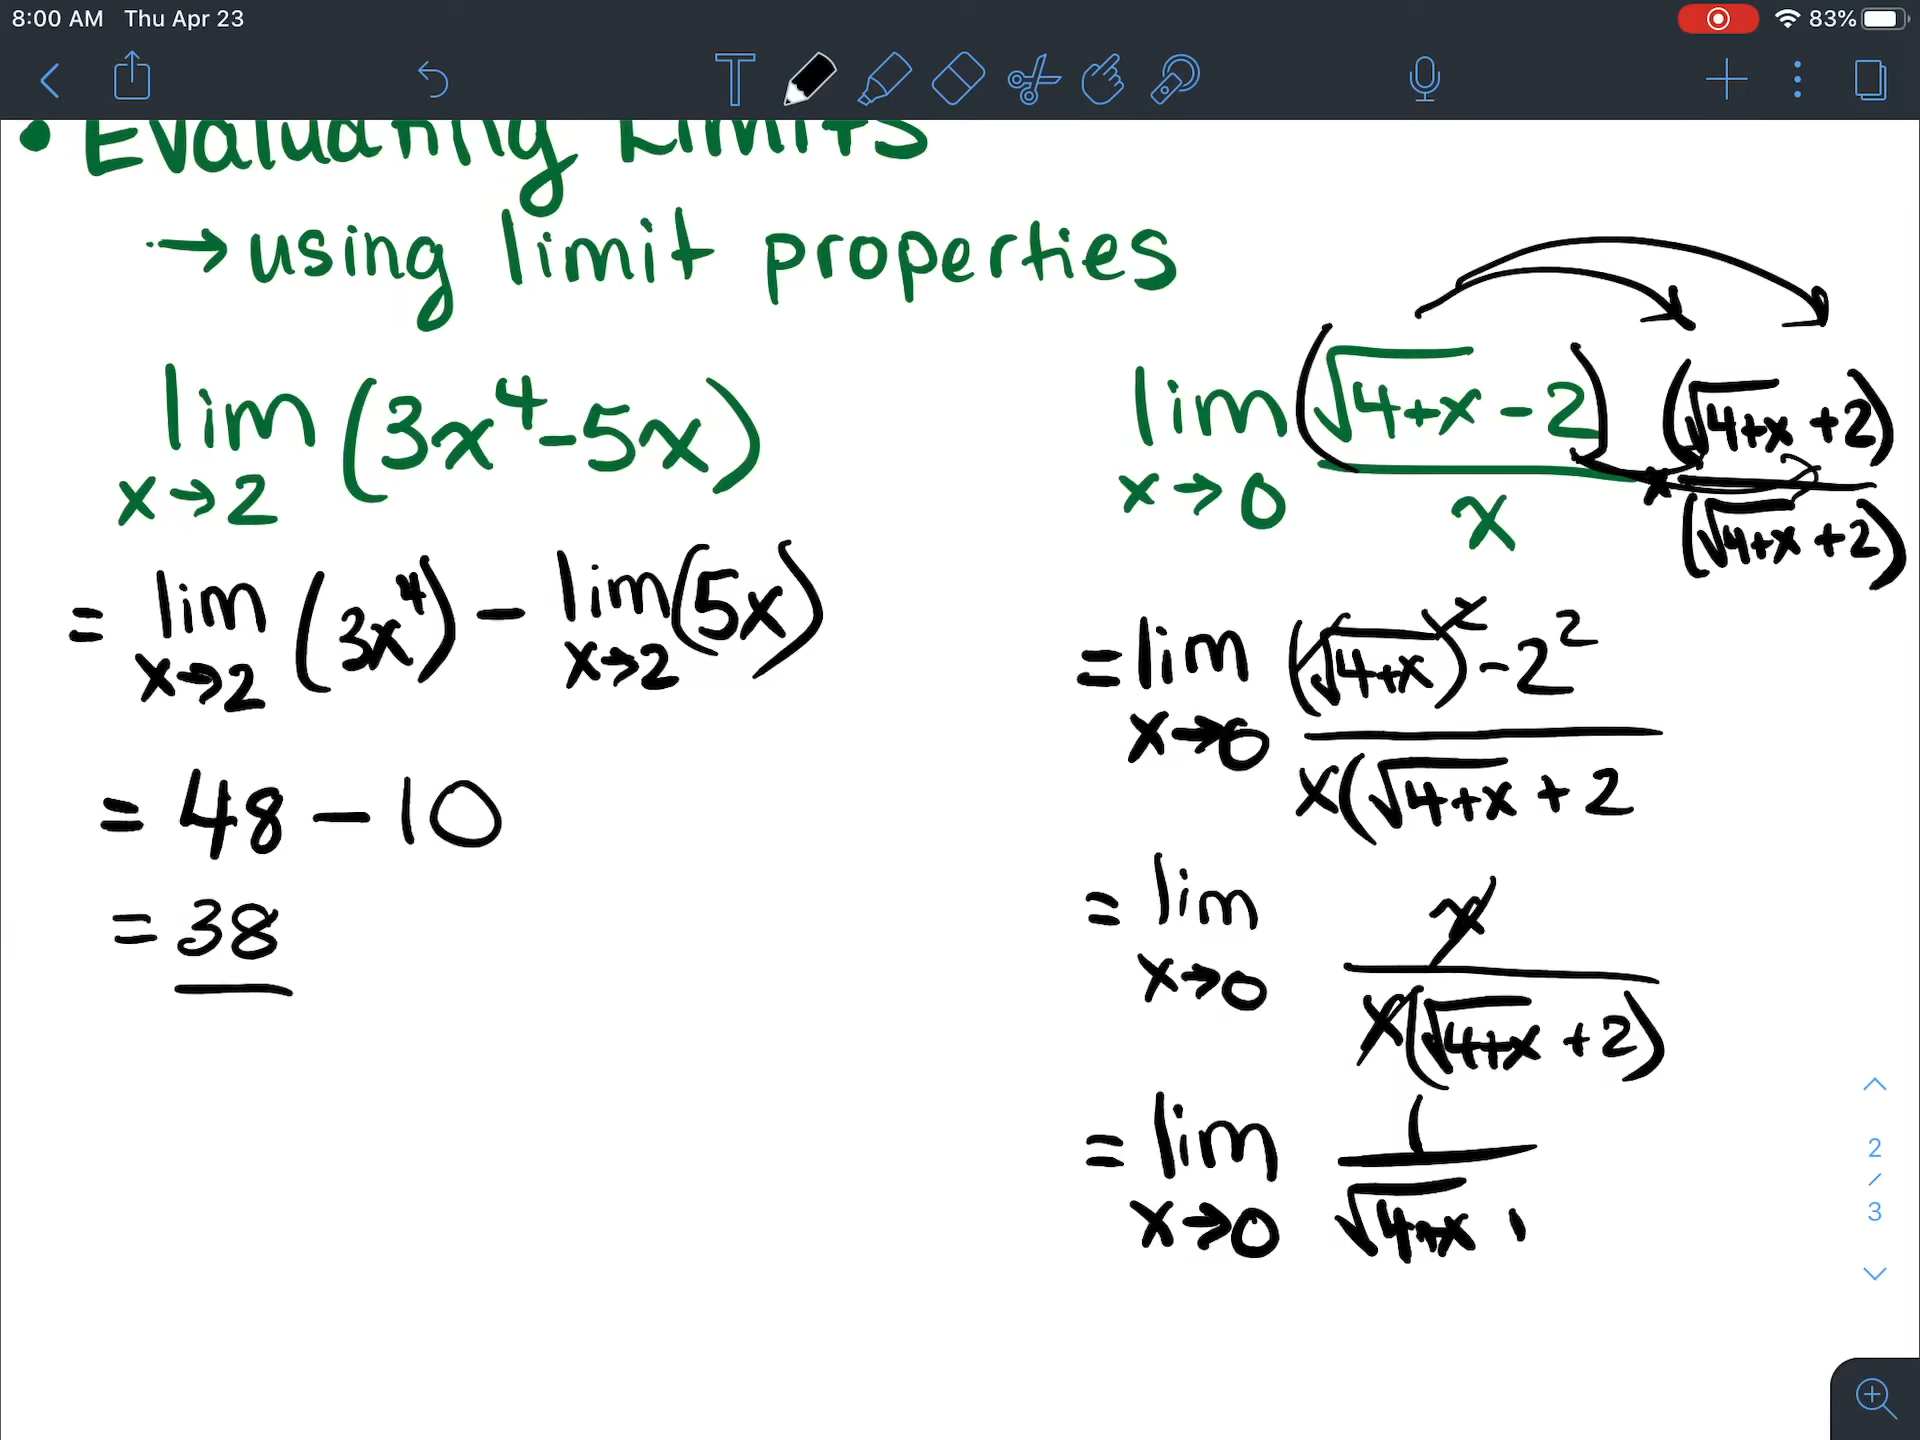 8:00 AM Thu Apr 23 83%
T
• Evaluating Limits
→ using limit properties
lim (3x⁴-5x)
x→2
= lim (3x⁴) - lim (5x)
x→2 x→2
= 48 - 10
= 38
lim (√4+x - 2) × (√4+x + 2)
x→0 x (√4+x + 2)
= lim (√4+x)² - 2²
x→0 x(√4+x + 2
= lim x
x→0 x(√4+x + 2)
= lim 1
x→0 √4+x
2
/
3